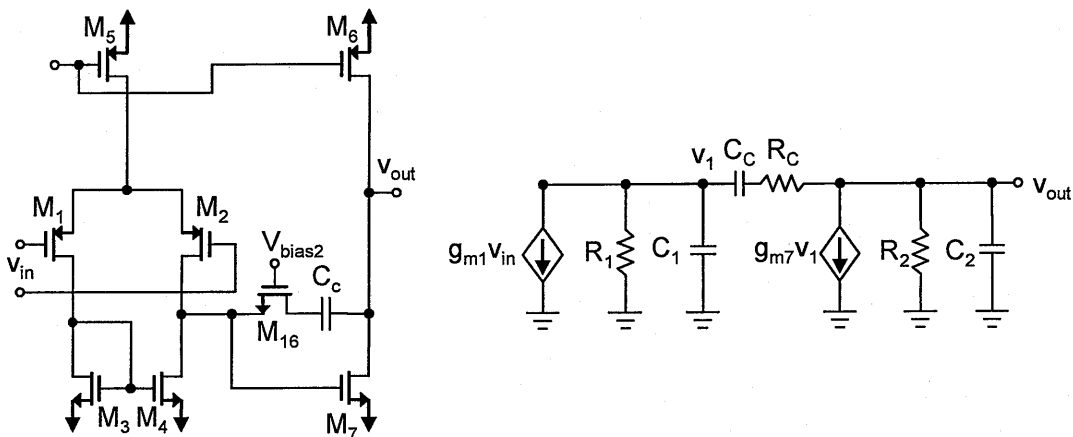 M5
M6
vout
M1
M2
vin
Vbias2
Cc
M16
M3
M4
M7
v1
CC
RC
vout
gm1vin
R1
C1
gm7v1
R2
C2